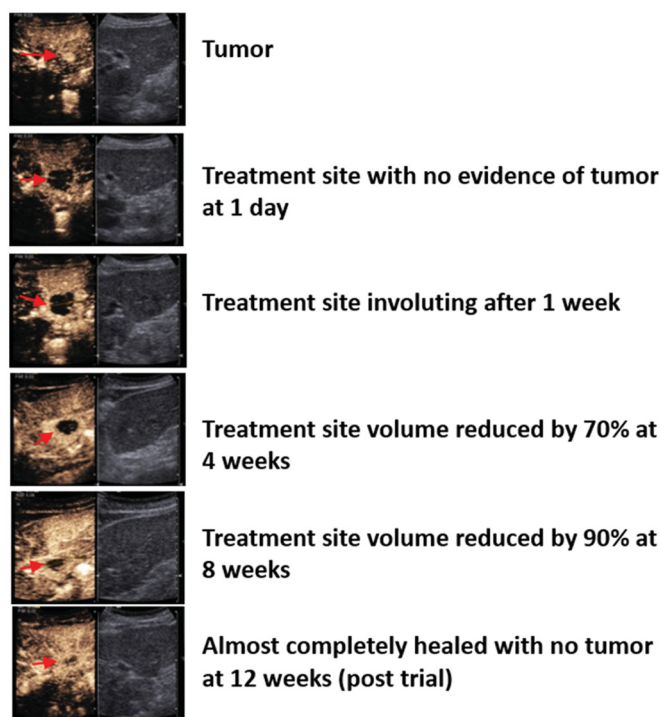 Tumor
Treatment site with no evidence of tumor
at 1 day
Treatment site involuting after 1 week
Treatment site volume reduced by 70% at
4 weeks
Treatment site volume reduced by 90% at
8 weeks
Almost completely healed with no tumor
at 12 weeks (post trial)